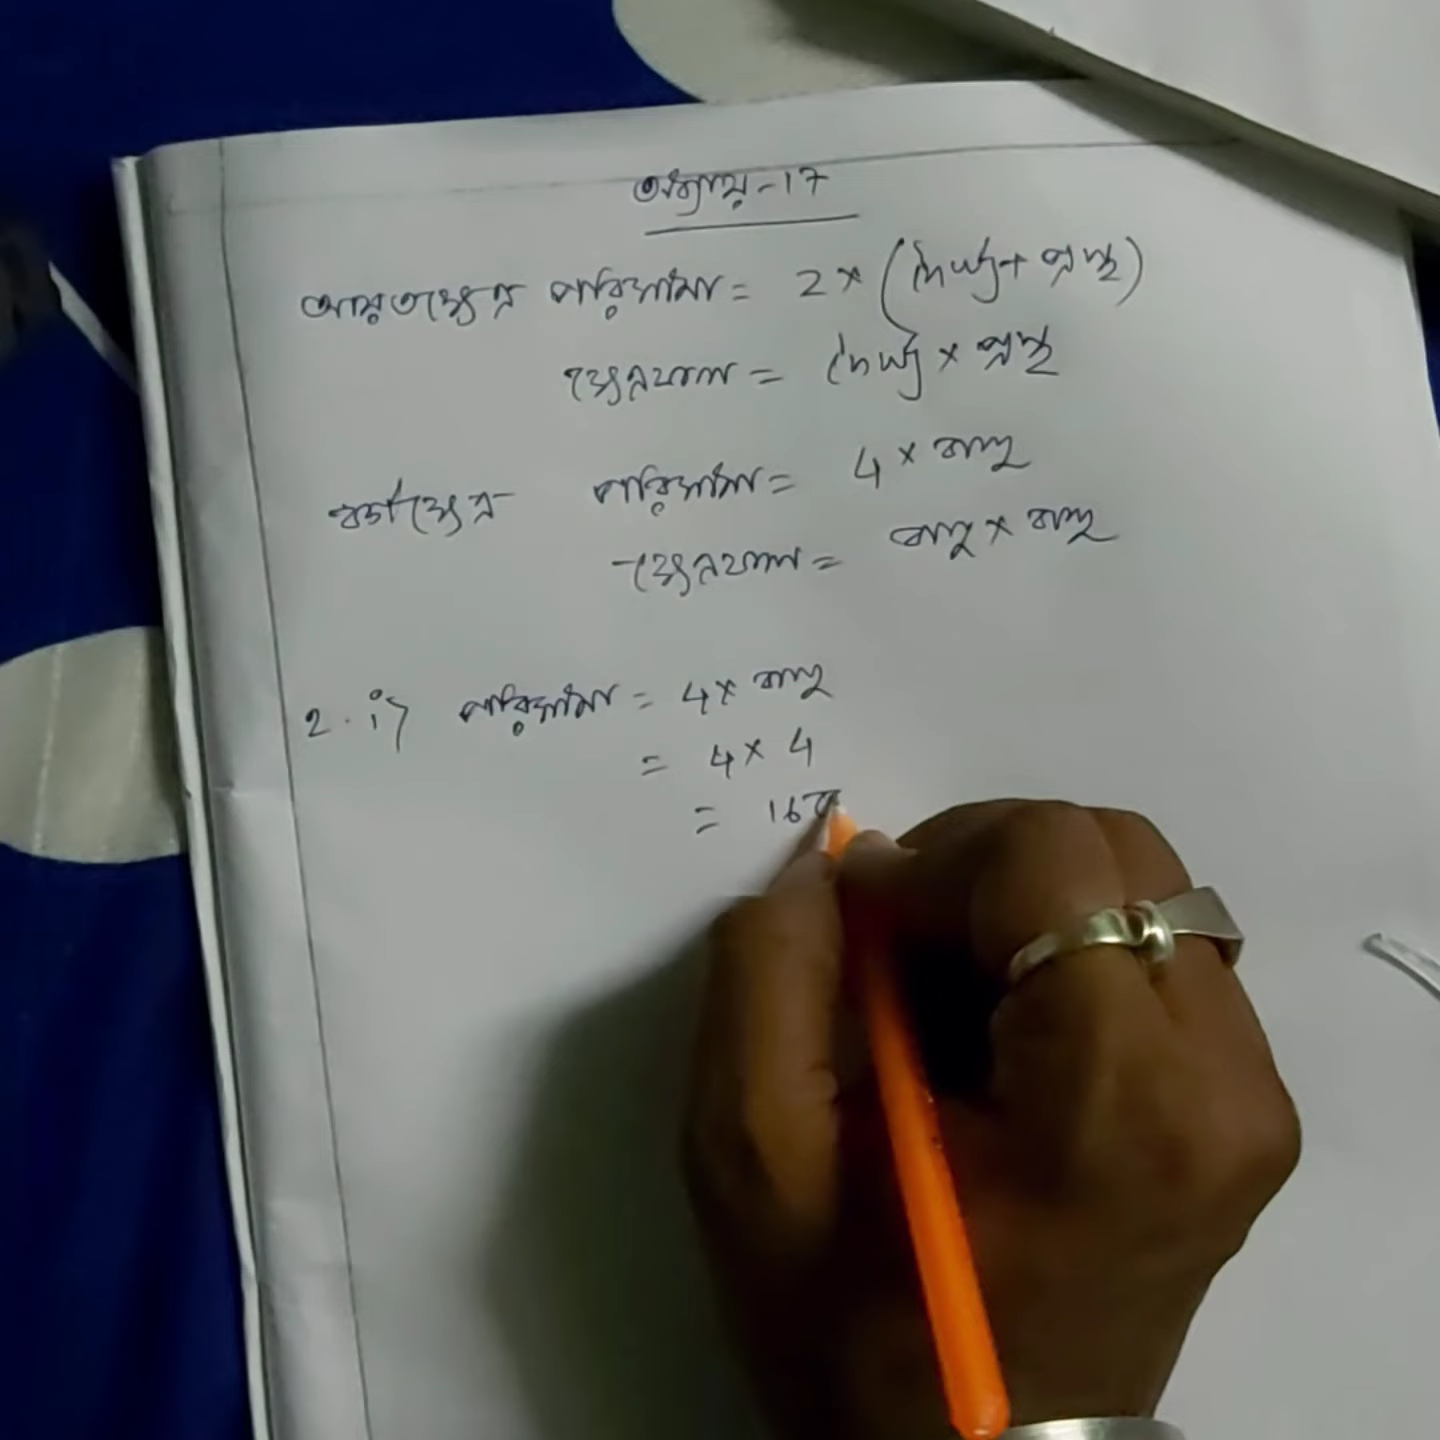 অধ্যায় - 17
আয়তক্ষেত্র পরিসীমা = 2 × (দৈর্ঘ্য + প্রস্থ)
ক্ষেত্রফল = দৈর্ঘ্য × প্রস্থ
বর্গক্ষেত্র পরিসীমা = 4 × বাহু
ক্ষেত্রফল = বাহু × বাহু
2. i) পরিসীমা = 4 × বাহু
= 4 × 4
= 16